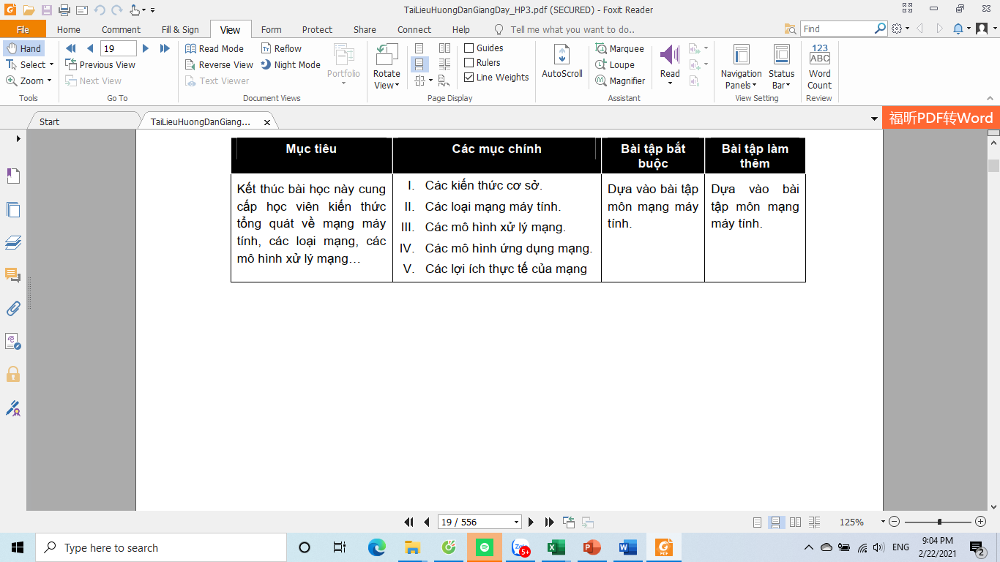 TaiLieuHuongDanGiangDay_HP3.pdf (SECURED) - Foxit Reader
File Home Comment Fill & Sign View Form Protect Share Connect Help Tell me what you want to do.. Find
Hand 19 Read Mode Reflow Guides Marquee
Select Previous View Reverse View Night Mode Portfolio Rotate View Rulers AutoScroll Loupe Read Navigation Panels Status Bar 123 ABC Word Count
Zoom Next View Text Viewer Line Weights Magnifier
Tools Go To Document Views Page Display Assistant View Setting Review
Start TaiLieuHuongDanGiang... 福昕PDF转Word
Mục tiêu Các mục chính Bài tập bắt buộc Bài tập làm thêm
Kết thúc bài học này cung
cấp học viên kiến thức
tổng quát về mạng máy
tính, các loại mạng, các
mô hình xử lý mạng…
I. Các kiến thức cơ sở.
II. Các loại mạng máy tính.
III. Các mô hình xử lý mạng.
IV. Các mô hình ứng dụng mạng.
V. Các lợi ích thực tế của mạng
Dựa vào bài tập
môn mạng máy
tính.
Dựa vào bài
tập môn mạng
máy tính.
19 / 556 125%
Type here to search Zalo 5+ ENG 9:04 PM
2/22/2021 2